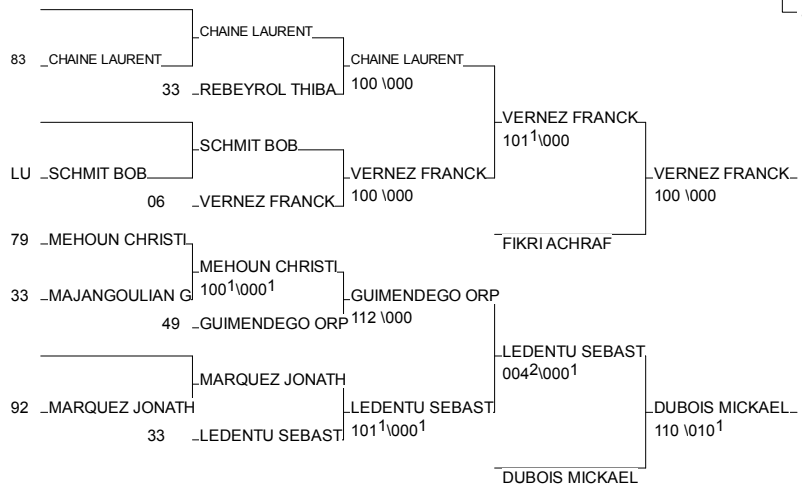 CHAINE LAURENT
83 CHAINE LAURENT CHAINE LAURENT
33 REBEYROL THIBA 100 \000
VERNEZ FRANCK
101¹\000
SCHMIT BOB
LU SCHMIT BOB VERNEZ FRANCK VERNEZ FRANCK
100 \000 100 \000
06 VERNEZ FRANCK
79 MEHOUN CHRISTI FIKRI ACHRAF
MEHOUN CHRISTI
100¹\000¹
33 MAJANGOULIAN G GUIMENDEGO ORP
112 \000
49 GUIMENDEGO ORP
LEDENTU SEBAST
004²\000¹
MARQUEZ JONATH
92 MARQUEZ JONATH LEDENTU SEBAST DUBOIS MICKAEL
101¹\000¹ 110 \010¹
33 LEDENTU SEBAST
DUBOIS MICKAEL